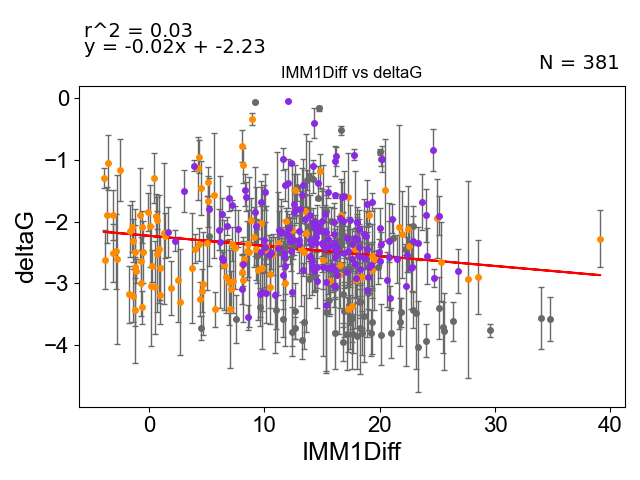 r^2 = 0.03
y = -0.02x + -2.23
N = 381
IMM1Diff vs deltaG
deltaG
0
−1
−2
−3
−4
0
10
20
30
40
IMM1Diff